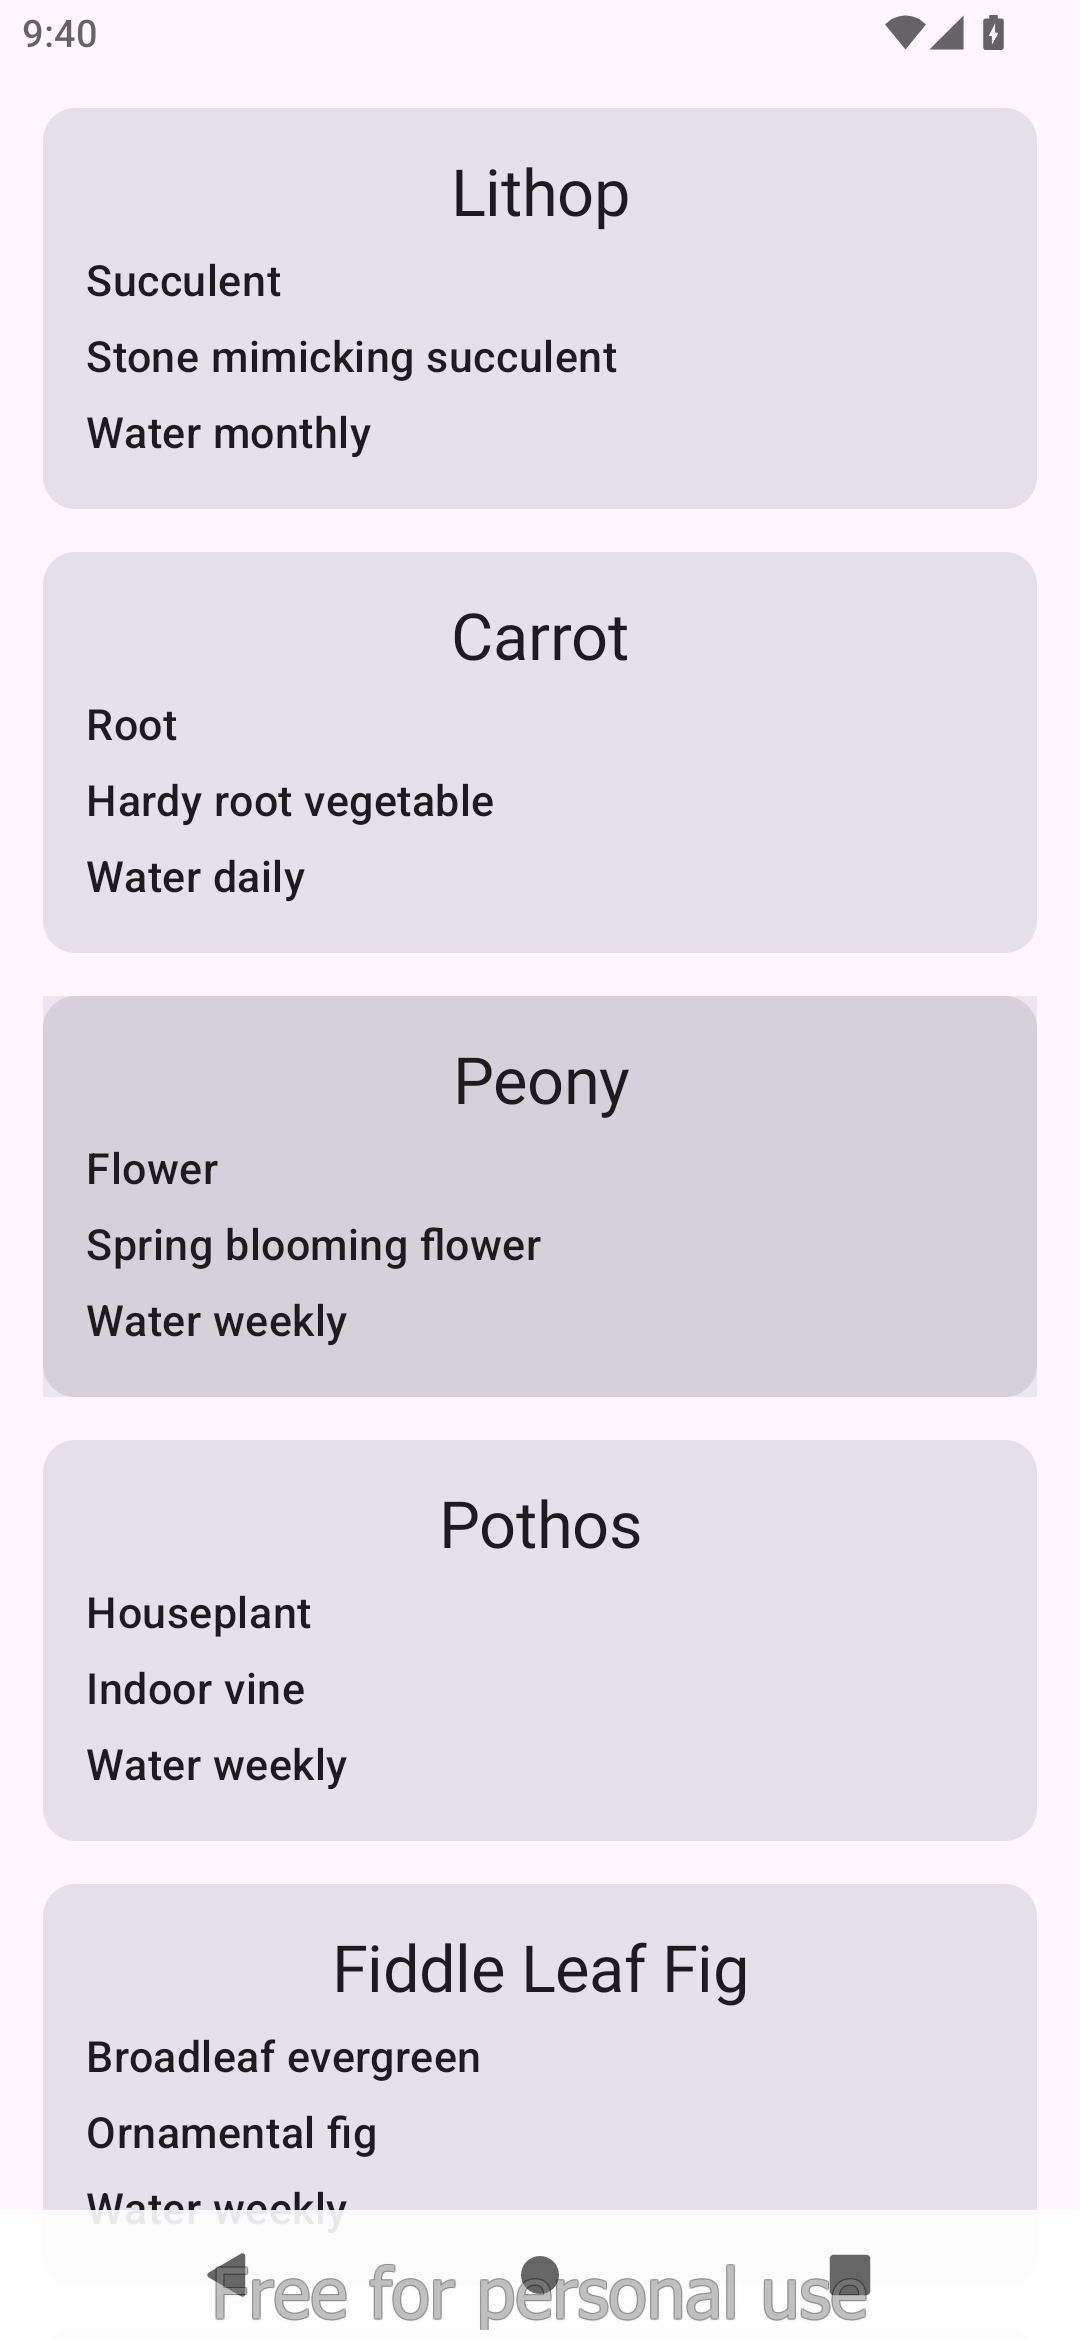 9:40
Lithop
Succulent
Stone mimicking succulent
Water monthly
Carrot
Root
Hardy root vegetable
Water daily
Peony
Flower
Spring blooming flower
Water weekly
Pothos
Houseplant
Indoor vine
Water weekly
Fiddle Leaf Fig
Broadleaf evergreen
Ornamental fig
Water weekly
Free for personal use